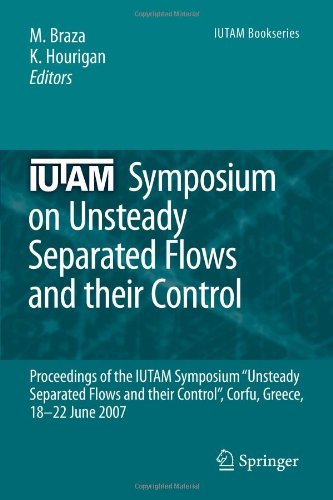 M. Braza
K. Hourigan
Editors
IUTAM Bookseries
IUTAM Symposium
on Unsteady
Separated Flows
and their Control
Proceedings of the IUTAM Symposium “Unsteady
Separated Flows and their Control”, Corfu, Greece,
18–22 June 2007
Springer